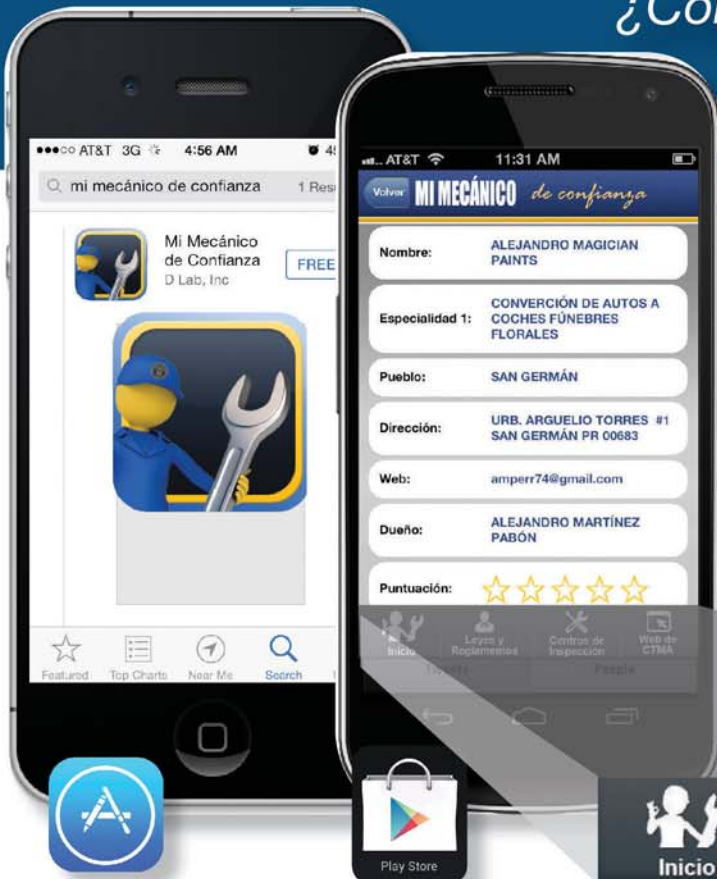 ¿Co
AT&T 3G 4:56 AM
mi mecánico de confianza
Mi Mecánico
de Confianza
D Lab, Inc
FREE
Featured Top Charts Near Me Search
AT&T 11:31 AM
Volver MI MECÁNICO de confianza
Nombre: ALEJANDRO MAGICIAN
PAINTS
Especialidad 1: CONVERCIÓN DE AUTOS A
COCHES FÚNEBRES
FLORALES
Pueblo: SAN GERMÁN
Dirección: URB. ARGUELIO TORRES #1
SAN GERMÁN PR 00683
Web: amperr74@gmail.com
Dueño: ALEJANDRO MARTÍNEZ
PABÓN
Puntuación:
Inicio Leyes y Centros de Web de
Reglamentos Inspección CTMA
People
Play Store
Inicio